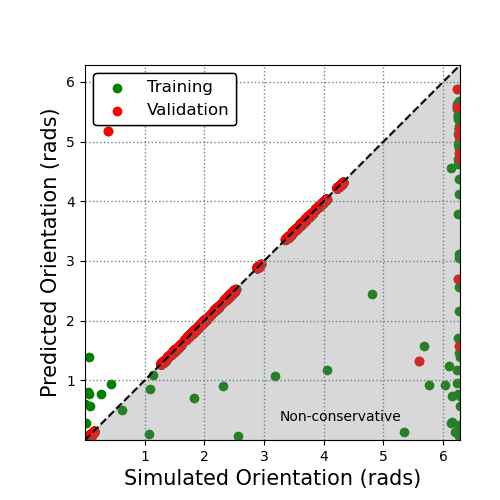 Training
Validation
Predicted Orientation (rads)
6
5
4
3
2
1
Non-conservative
1 2 3 4 5 6
Simulated Orientation (rads)